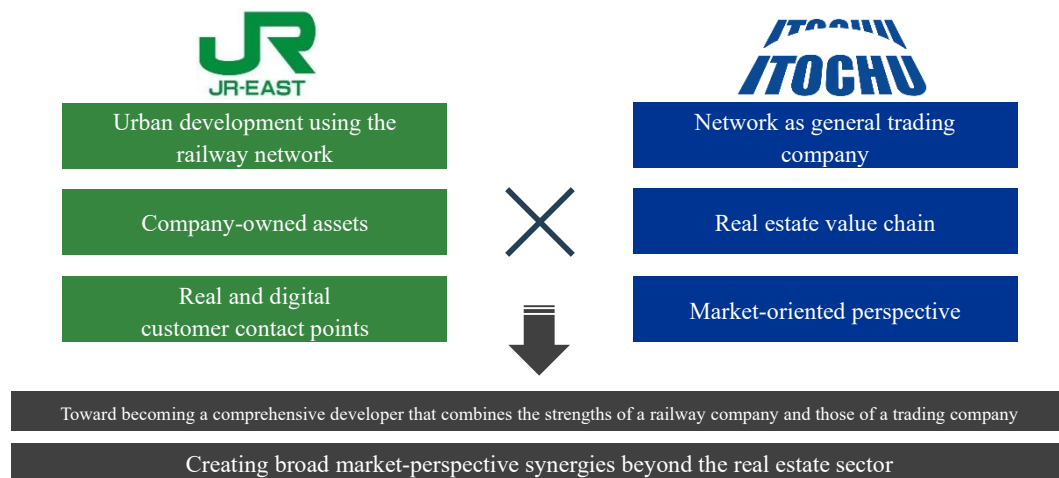 JR
JR-EAST
ITOCHU
ITOCHU
Urban development using the
railway network
Network as general trading
company
Company-owned assets
Real estate value chain
Real and digital
customer contact points
Market-oriented perspective
Toward becoming a comprehensive developer that combines the strengths of a railway company and those of a trading company
Creating broad market-perspective synergies beyond the real estate sector